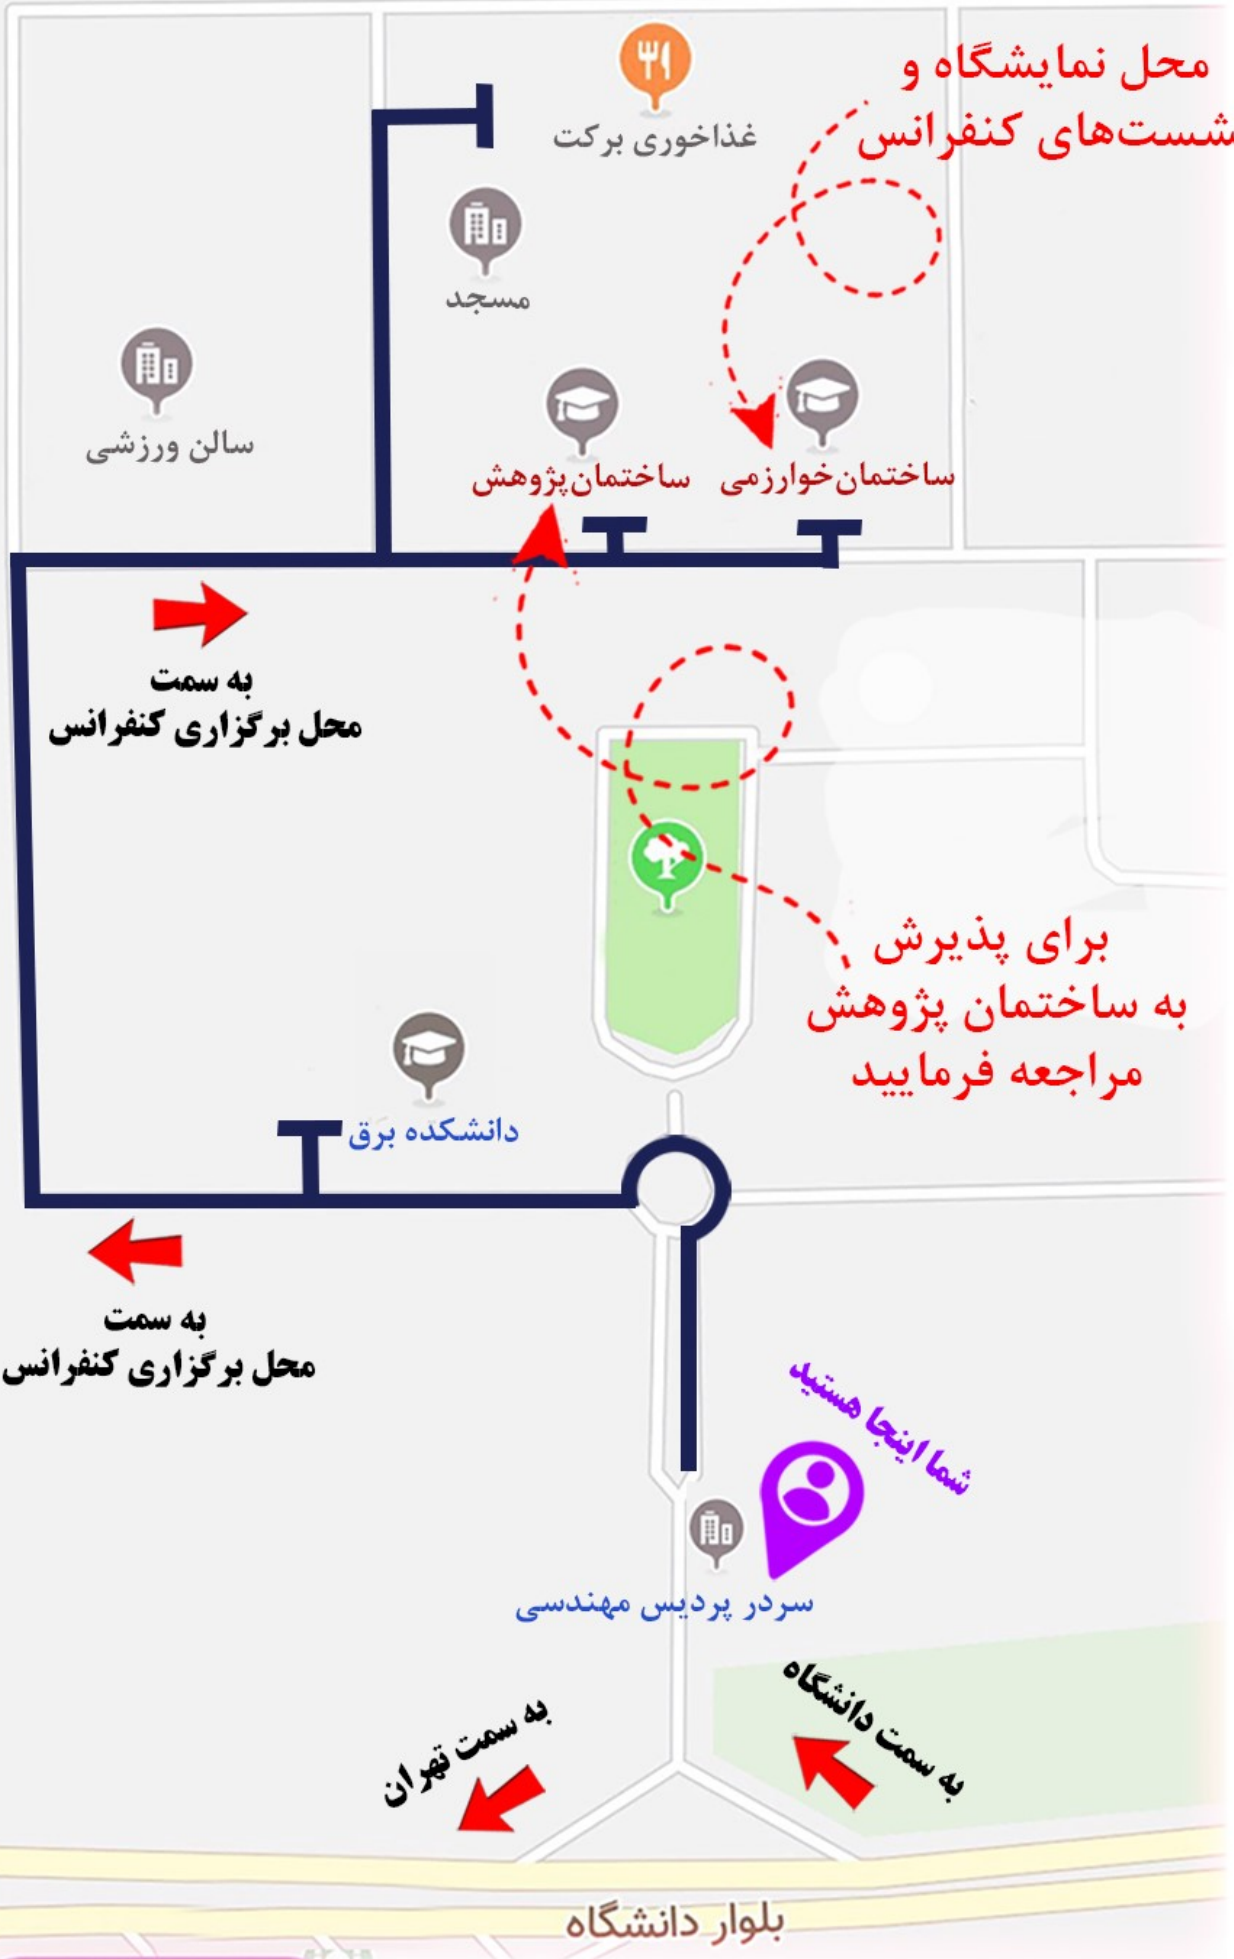 محل نمایشگاه و
شست‌های کنفرانس
غذاخوری برکت
مسجد
سالن ورزشی
ساختمان‌خوارزمی
ساختمان‌پژوهش
به سمت
محل برگزاری کنفرانس
برای پذیرش
به ساختمان پژوهش
مراجعه فرمایید
دانشکده برق
به سمت
محل برگزاری کنفرانس
شما اینجا هستید
سردر پردیس مهندسی
به سمت دانشگاه
به سمت تهران
بلوار دانشگاه